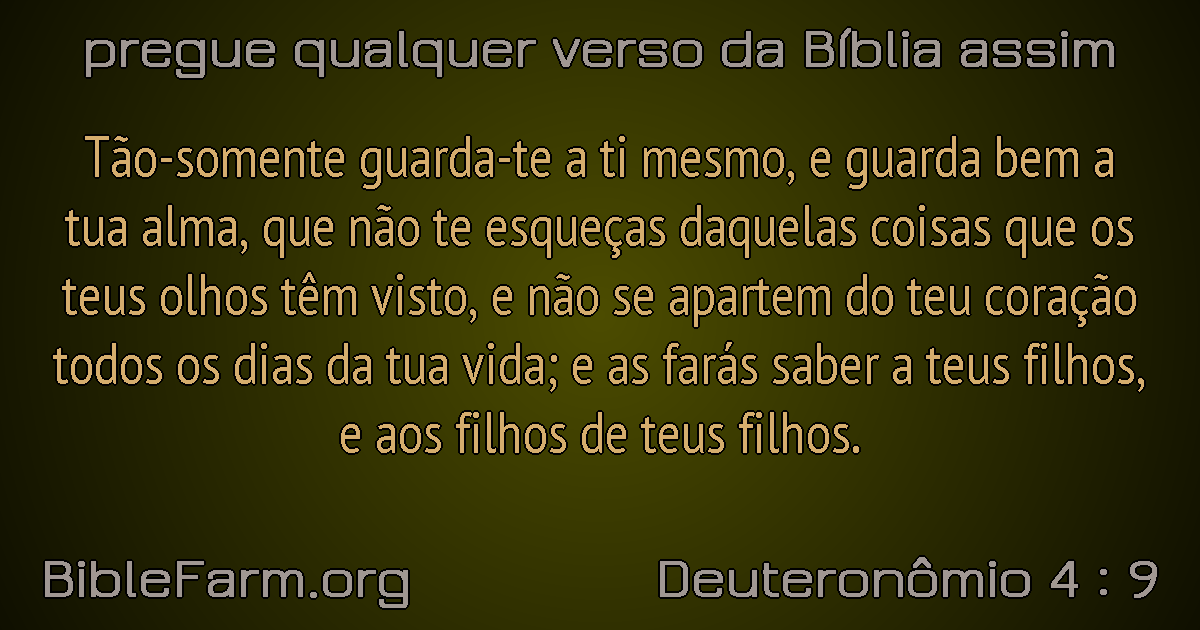 pregue qualquer verso da Bíblia assim
Tão-somente guarda-te a ti mesmo, e guarda bem a
tua alma, que não te esqueças daquelas coisas que os
teus olhos têm visto, e não se apartem do teu coração
todos os dias da tua vida; e as farás saber a teus filhos,
e aos filhos de teus filhos.
BibleFarm.org
Deuteronômio 4 : 9